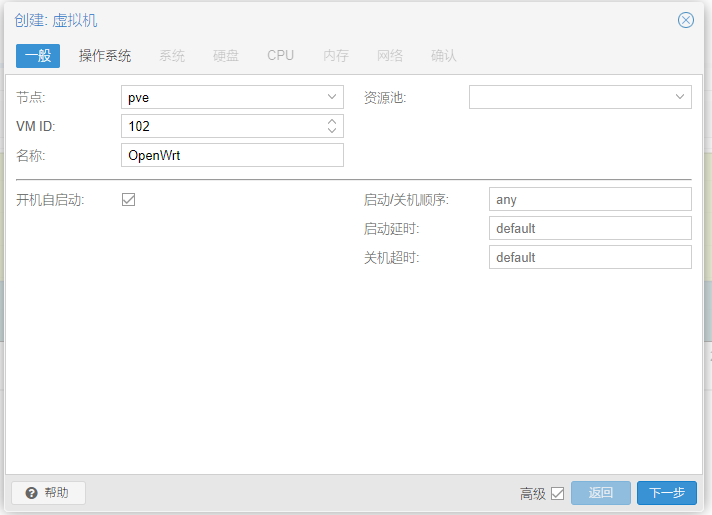 创建: 虚拟机
一般 操作系统 系统 硬盘 CPU 内存 网络 确认
节点: pve 资源池:
VM ID: 102
名称: OpenWrt
开机自启动: 启动/关机顺序: any
启动延时: default
关机超时: default
帮助 高级 返回 下一步